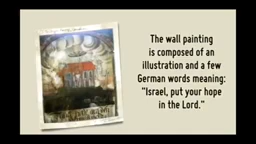 The wall painting
is composed of an
illustration and a few
German words meaning:
"Israel, put your hope
in the Lord."